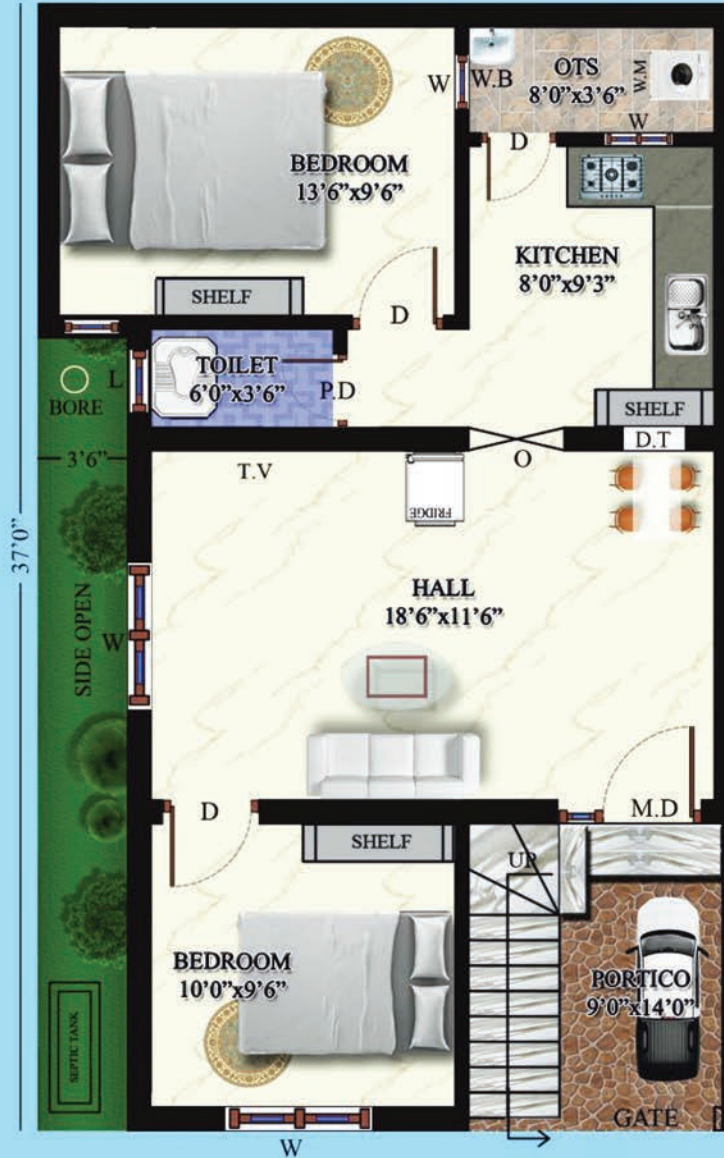 OTS
8’0”x3’6”
W.B
W.M
W
W
BEDROOM
13’6”x9’6”
D
KITCHEN
8’0”x9’3”
SHELF
D
TOILET
6’0”x3’6”
P.D
L
BORE
SHELF
D.T
3’6”
T.V
O
FRIDGE
37’0”
HALL
18’6”x11’6”
SIDE OPEN
W
D
M.D
SHELF
UP
BEDROOM
10’0”x9’6”
PORTICO
9’0”x14’0”
SEPTIC TANK
GATE
W